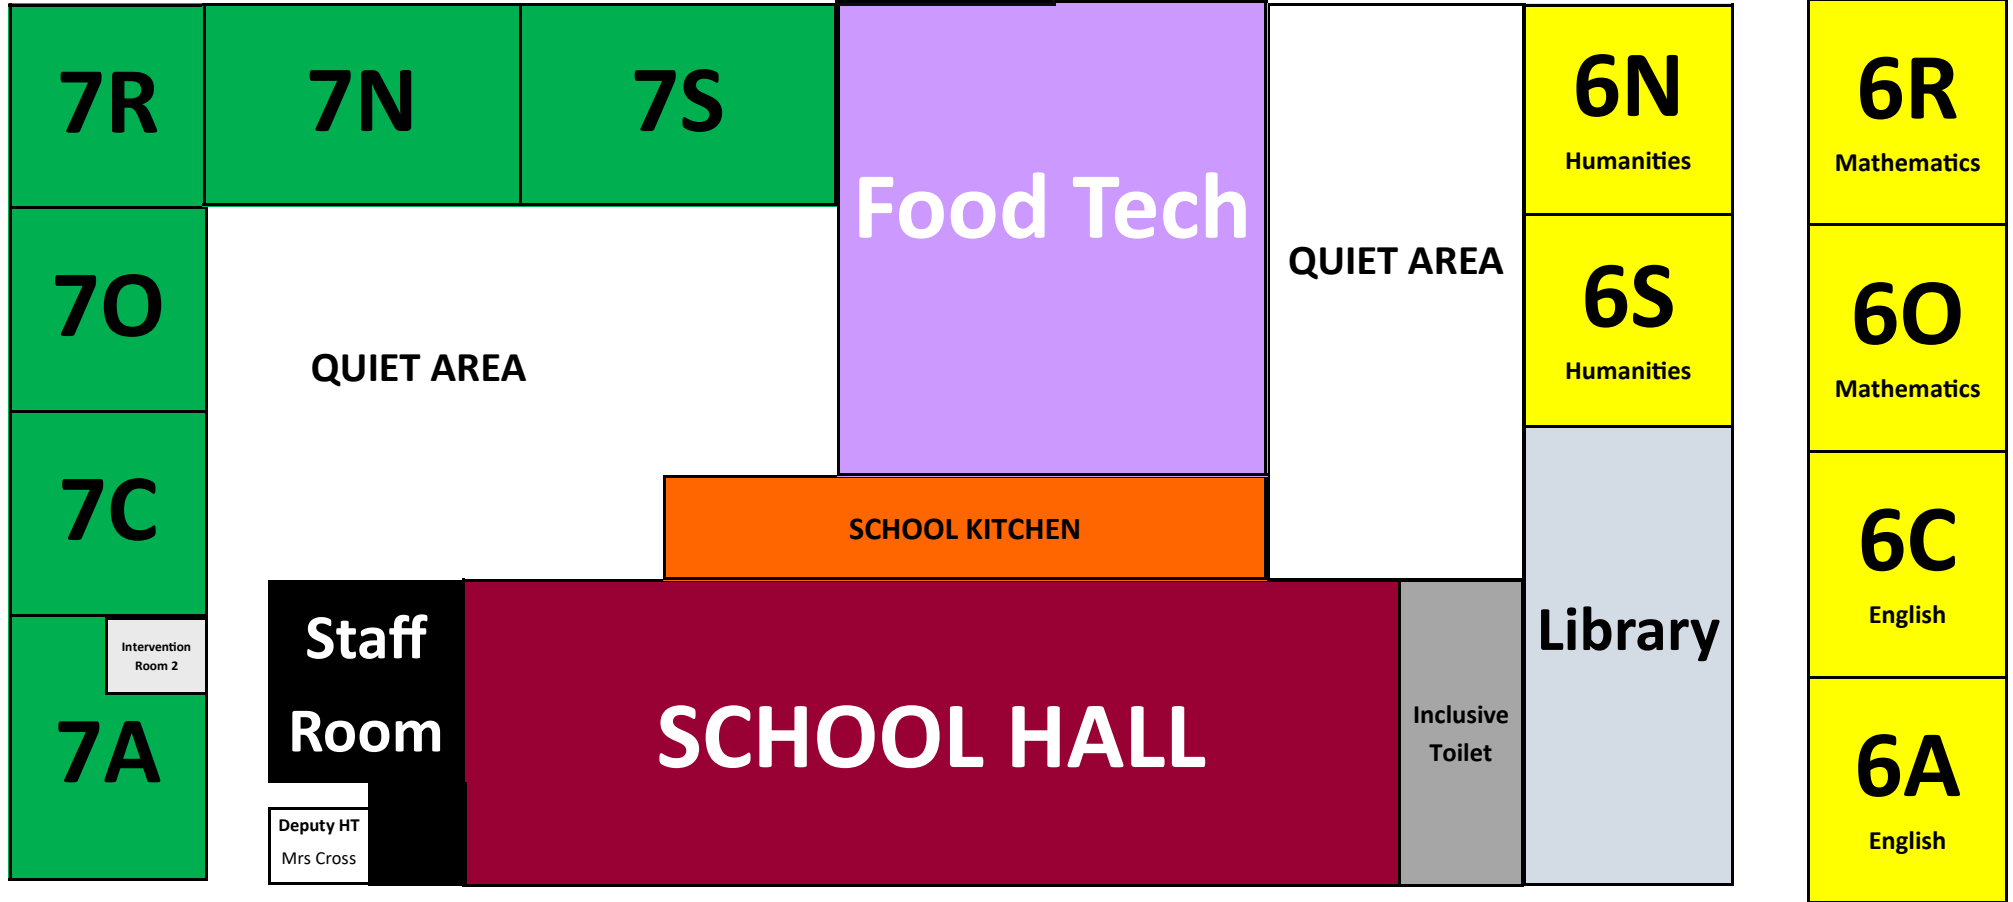 7R
7N
7S
Food Tech
QUIET AREA
6N
Humanities
6R
Mathematics
7O
QUIET AREA
6S
Humanities
6O
Mathematics
7C
SCHOOL KITCHEN
6C
English
Intervention
Room 2
7A
Staff
Room
Deputy HT
Mrs Cross
SCHOOL HALL
Inclusive
Toilet
Library
6A
English